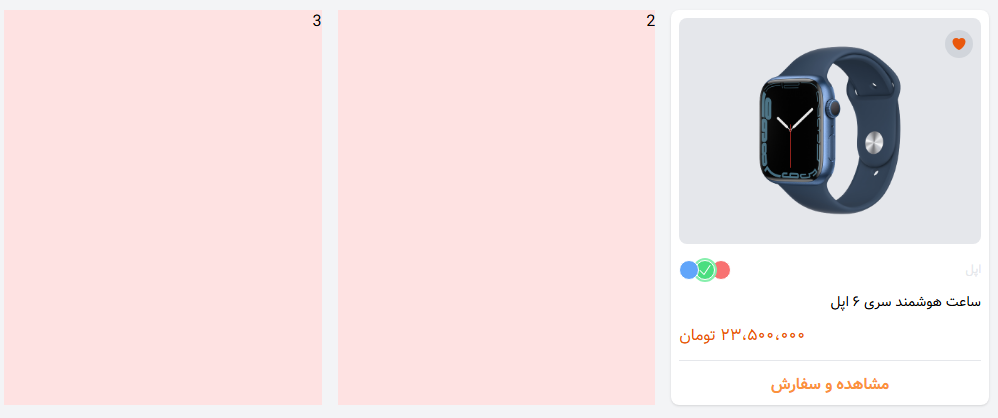 اپل
ساعت هوشمند سری ۶ اپل
۲۳،۵۰۰،۰۰۰ تومان
مشاهده و سفارش
2
3